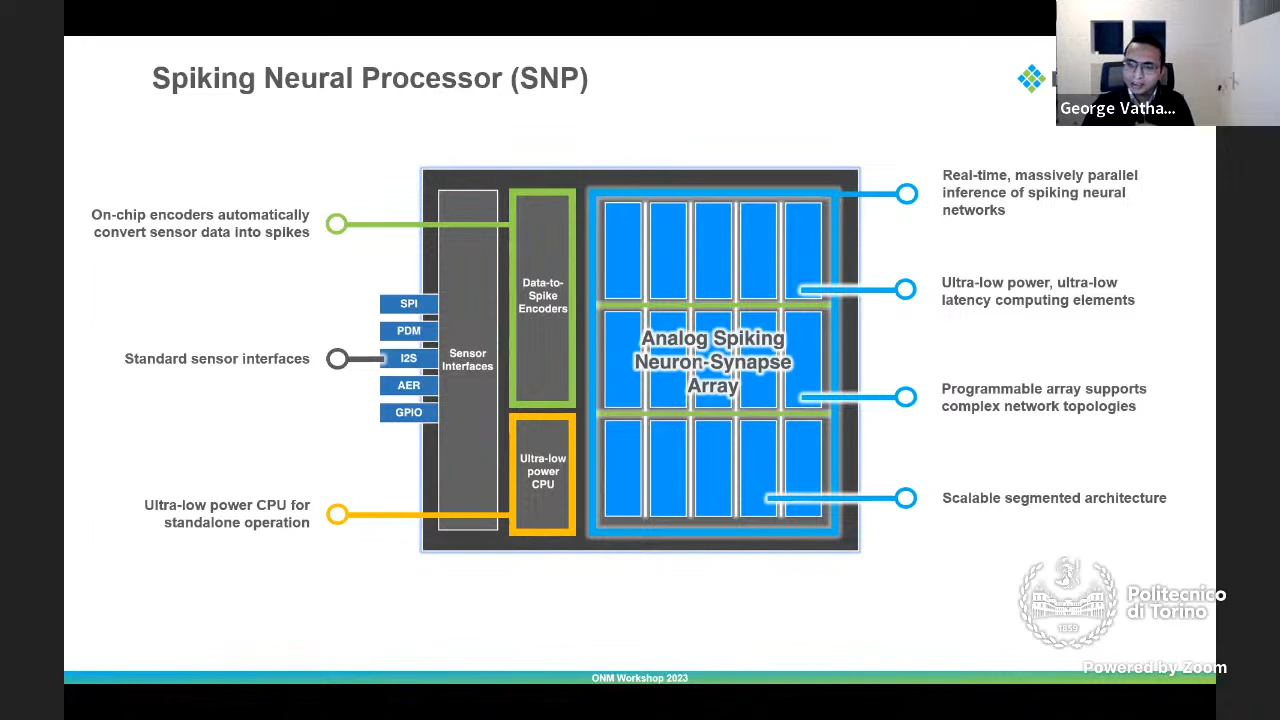 Spiking Neural Processor (SNP)
George Vatha...
On-chip encoders automatically
convert sensor data into spikes
SPI
PDM
I2S
AER
GPIO
Standard sensor interfaces
Ultra-low power CPU for
standalone operation
Sensor
Interfaces
Data-to-
Spike
Encoders
Ultra-low
power
CPU
Analog Spiking
Neuron-Synapse
Array
Real-time, massively parallel
inference of spiking neural
networks
Ultra-low power, ultra-low
latency computing elements
Programmable array supports
complex network topologies
Scalable segmented architecture
1859
Politecnico
di Torino
Powered by Zoom
ONM Workshop 2023